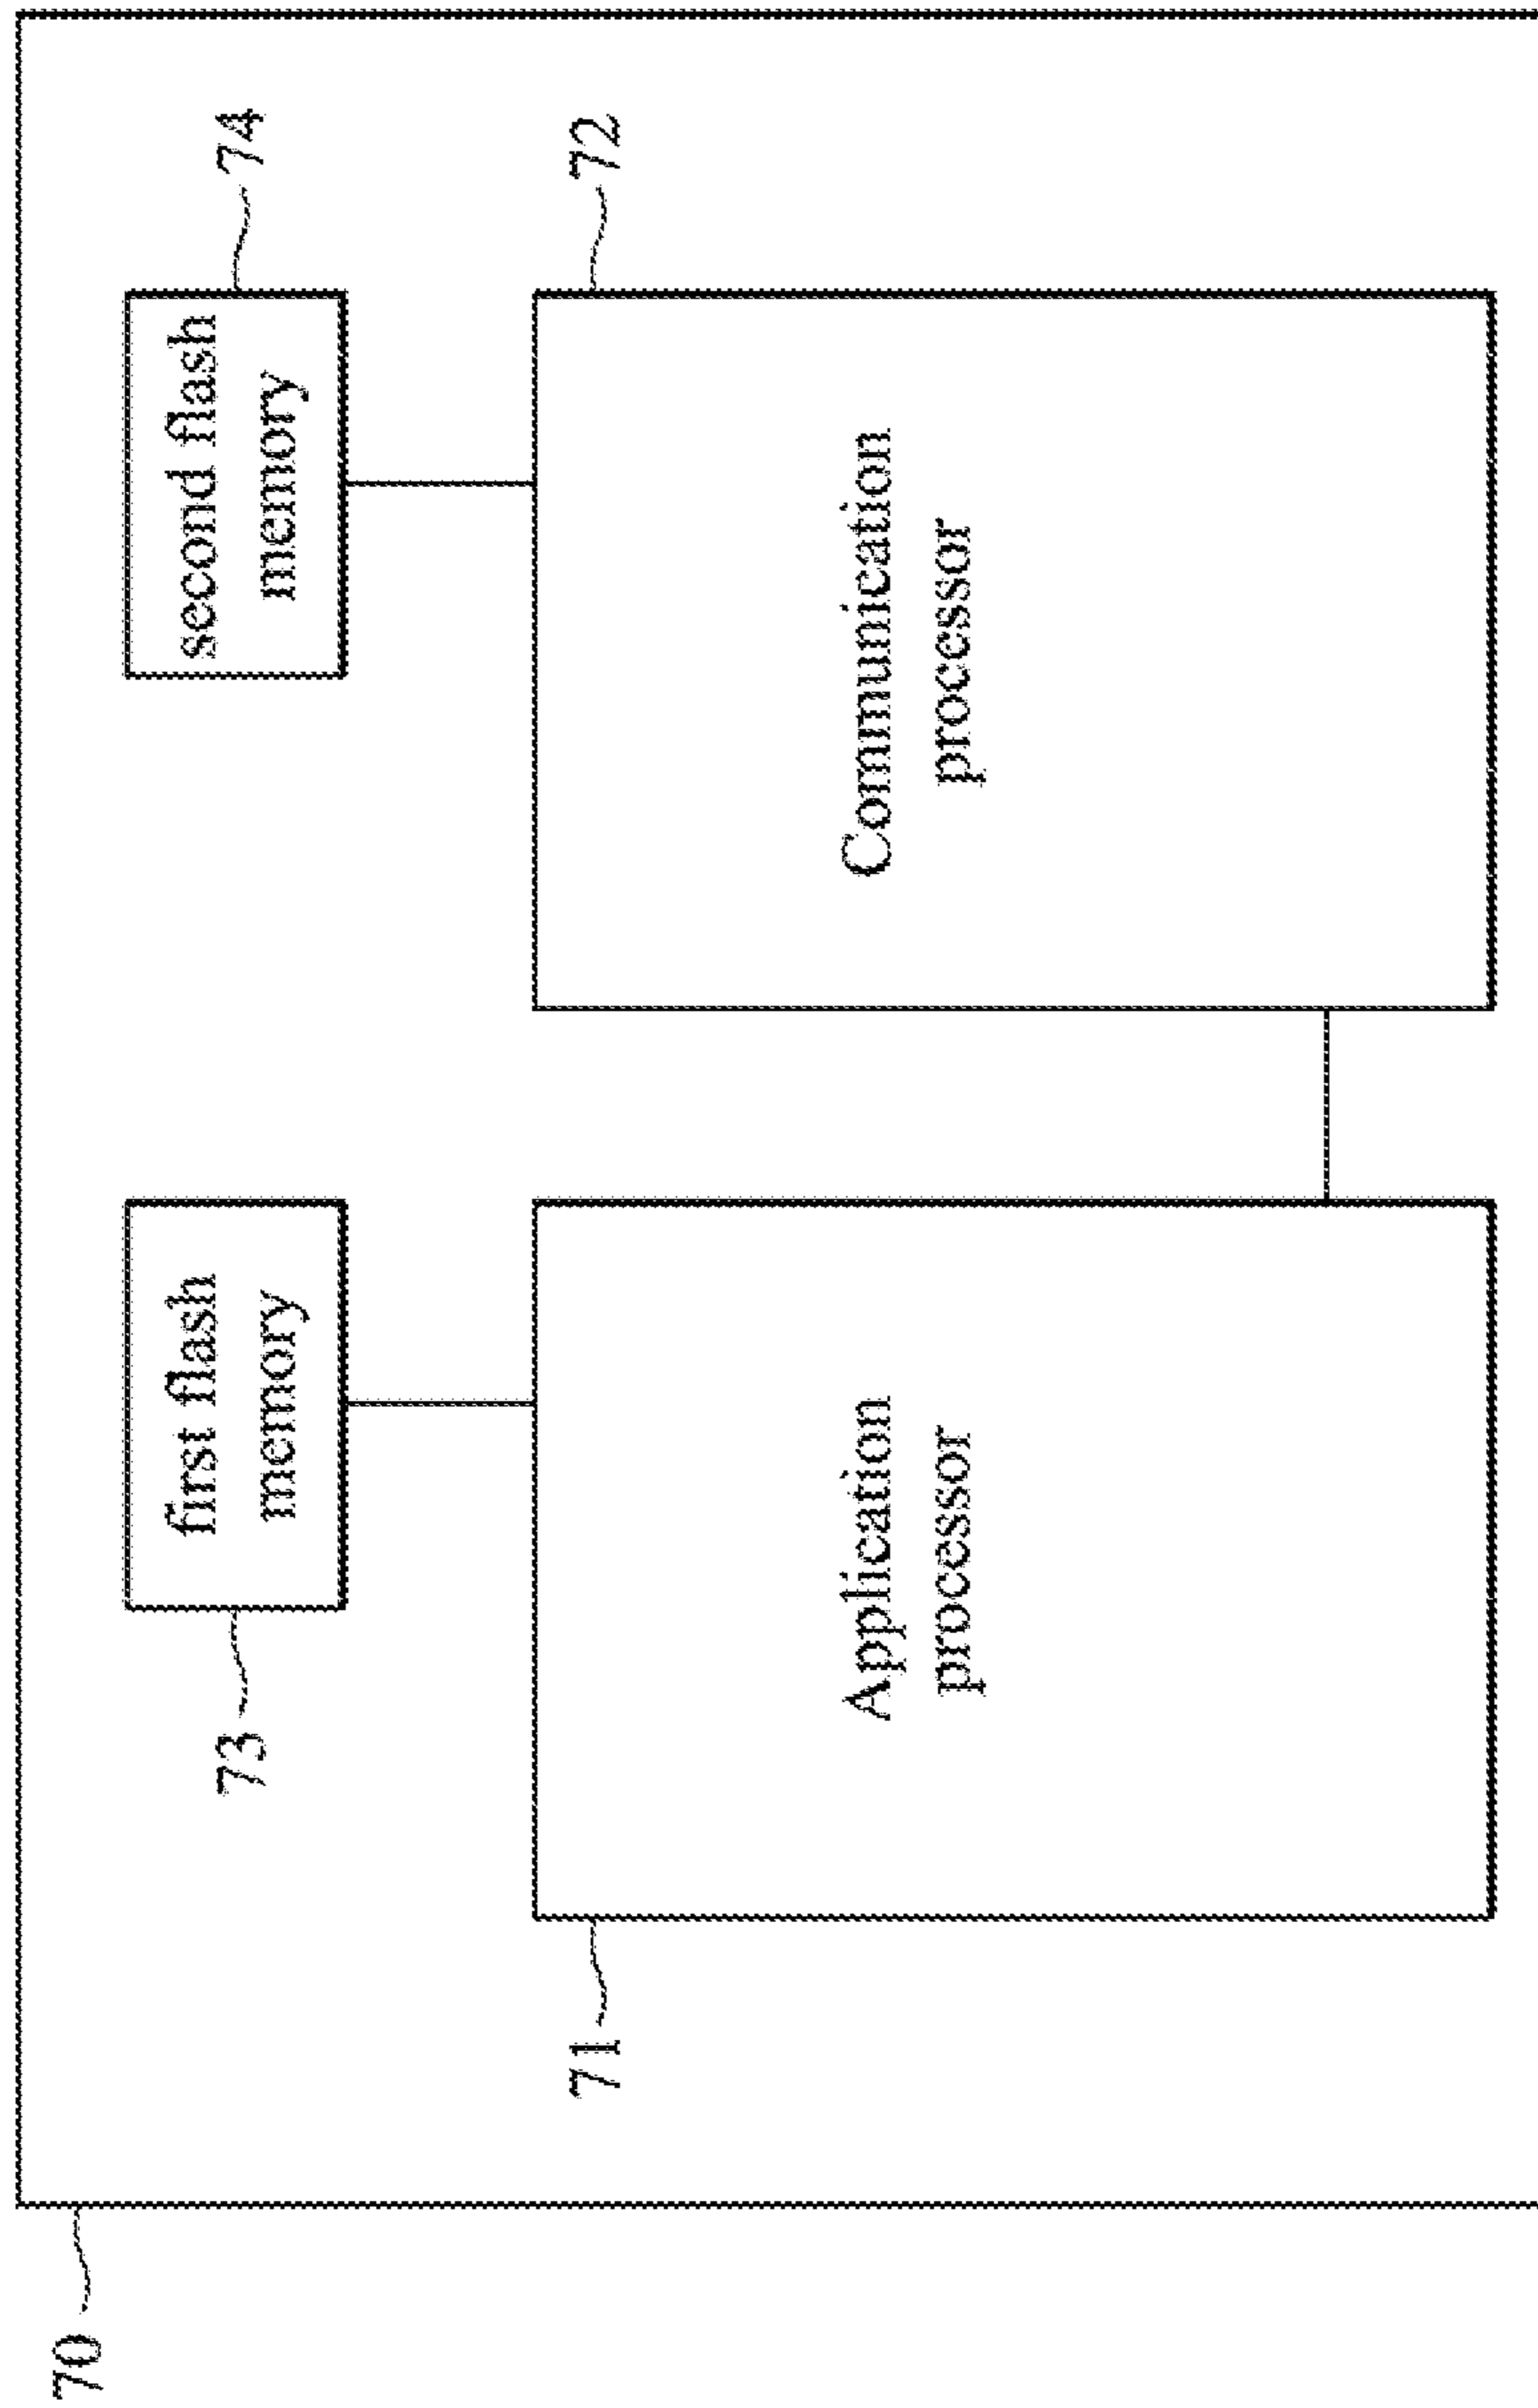 70
73
first flash
memory
second flash
memory
74
71
Application
processor
Communication
processor
72